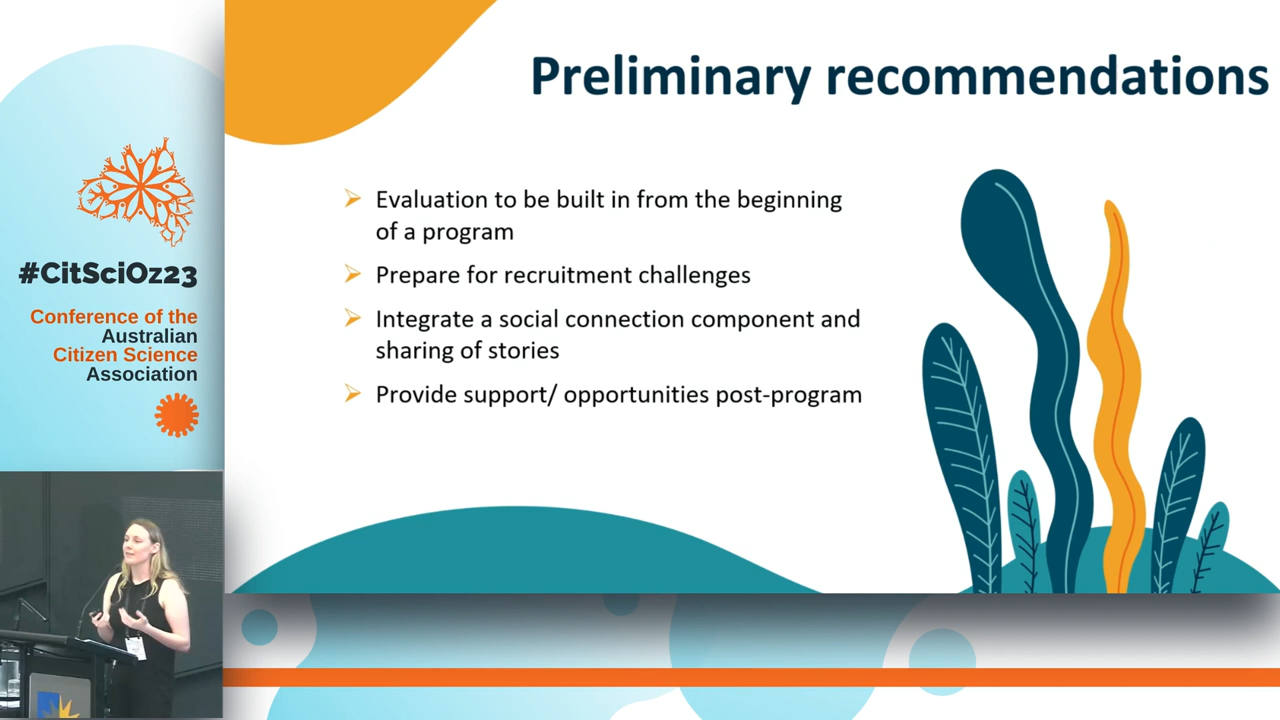 Preliminary recommendations
Evaluation to be built in from the beginning
of a program
Prepare for recruitment challenges
Integrate a social connection component and
sharing of stories
Provide support/ opportunities post-program
#CitSciOz23
Conference of the
Australian
Citizen Science
Association